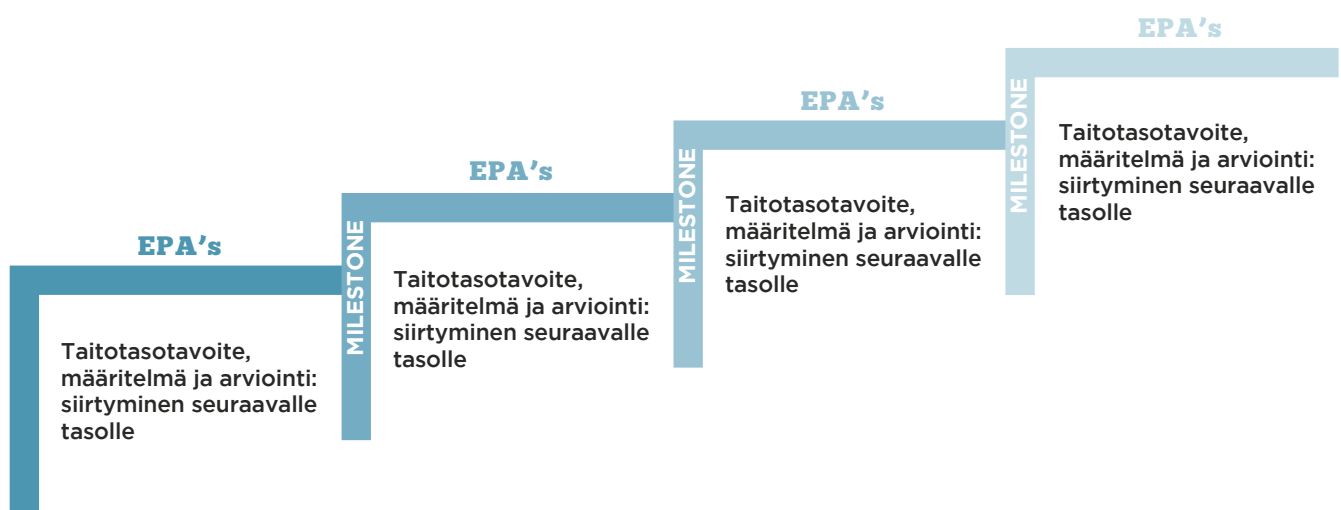 EPA's
Taitotasotavoite,
määritelmä ja arviointi:
siirtyminen seuraavalle
tasolle
MILESTONE
EPA's
Taitotasotavoite,
määritelmä ja arviointi:
siirtyminen seuraavalle
tasolle
MILESTONE
EPA's
Taitotasotavoite,
määritelmä ja arviointi:
siirtyminen seuraavalle
tasolle
MILESTONE
EPA's
Taitotasotavoite,
määritelmä ja arviointi:
siirtyminen seuraavalle
tasolle